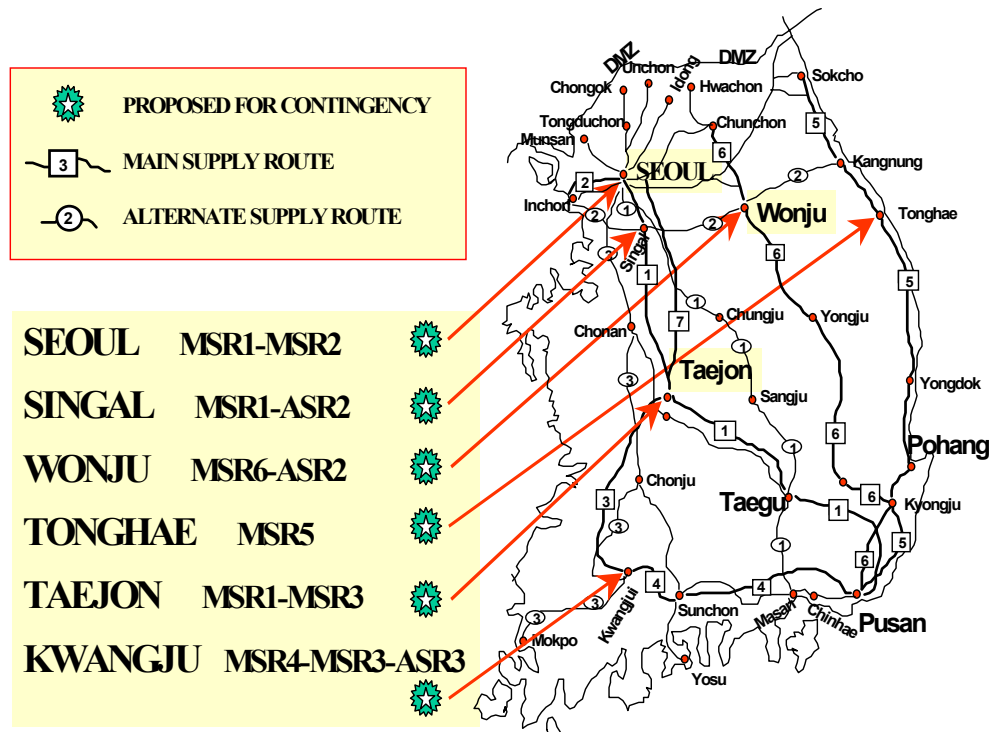 PROPOSED FOR CONTINGENCY
3 MAIN SUPPLY ROUTE
2 ALTERNATE SUPPLY ROUTE
SEOUL MSR1-MSR2
SINGAL MSR1-ASR2
WONJU MSR6-ASR2
TONGHAE MSR5
TAEJON MSR1-MSR3
KWANGJU MSR4-MSR3-ASR3
DMZ
DMZ
Unchon
Idong
Chongok
Hwachon
Sokcho
Tongduchon
Chunchon
5
Munsan
6
Kangnung
SEOUL
2
2
Inchon
1
Wonju
Tonghae
2
2
2
Singal
3
6
1
5
1
Chungju
Yongju
Chonan
7
1
Taejon
3
Sangju
Yongdok
1
6
1
Pohang
Chonju
3
Taegu
6
Kyongju
1
3
1
5
6
4
4
3
3
Kwangjui
Sunchon
Masan
Chinhae
Pusan
Mokpo
Yosu